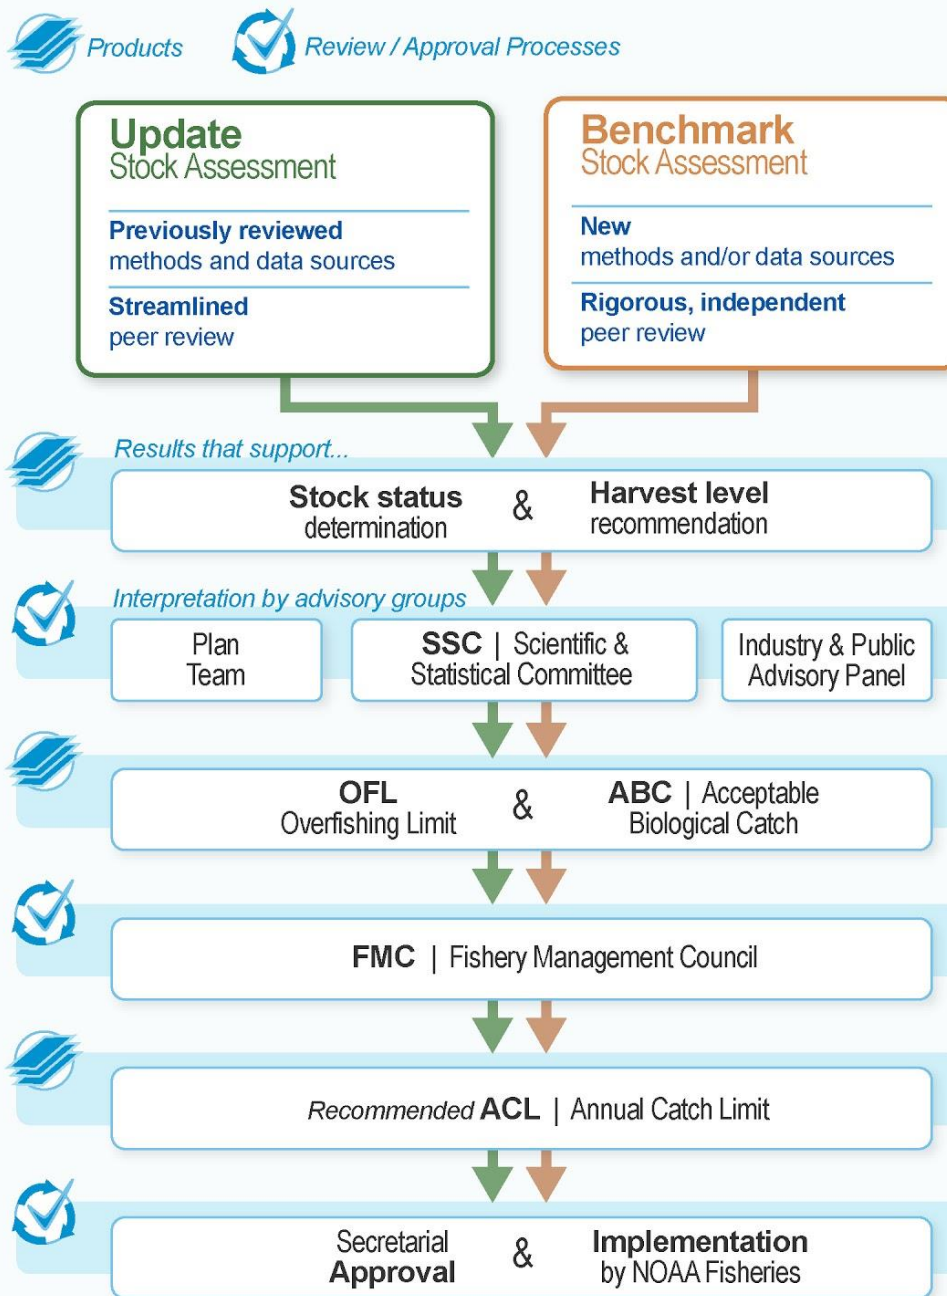 Products
Review / Approval Processes
Update
Stock Assessment
Previously reviewed
methods and data sources
Streamlined
peer review
Benchmark
Stock Assessment
New
methods and/or data sources
Rigorous, independent
peer review
Results that support...
Stock status
determination
&
Harvest level
recommendation
Interpretation by advisory groups
Plan
Team
SSC | Scientific &
Statistical Committee
Industry & Public
Advisory Panel
OFL
Overfishing Limit
&
ABC | Acceptable
Biological Catch
FMC | Fishery Management Council
Recommended ACL | Annual Catch Limit
Secretarial
Approval
&
Implementation
by NOAA Fisheries